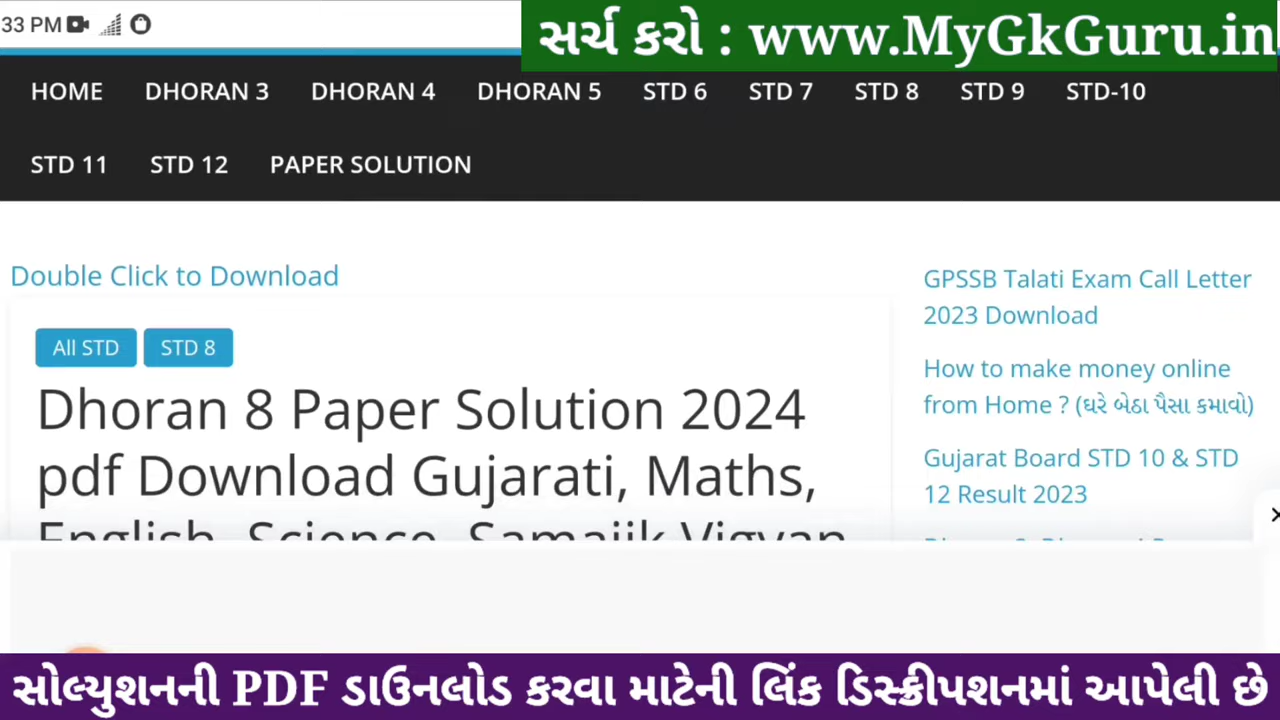 33 PM
સર્ચ કરો : www.MyGkGuru.in
HOME DHORAN 3 DHORAN 4 DHORAN 5 STD 6 STD 7 STD 8 STD 9 STD-10
STD 11 STD 12 PAPER SOLUTION
Double Click to Download
All STD STD 8
Dhoran 8 Paper Solution 2024
pdf Download Gujarati, Maths,
English, Science, Samajik Vigyan
GPSSB Talati Exam Call Letter
2023 Download
How to make money online
from Home ? (ઘરે બેઠા પૈસા કમાવો)
Gujarat Board STD 10 & STD
12 Result 2023
સોલ્યુશનની PDF ડાઉનલોડ કરવા માટેની લિંક ડિસ્ક્રીપશનમાં આપેલી છે